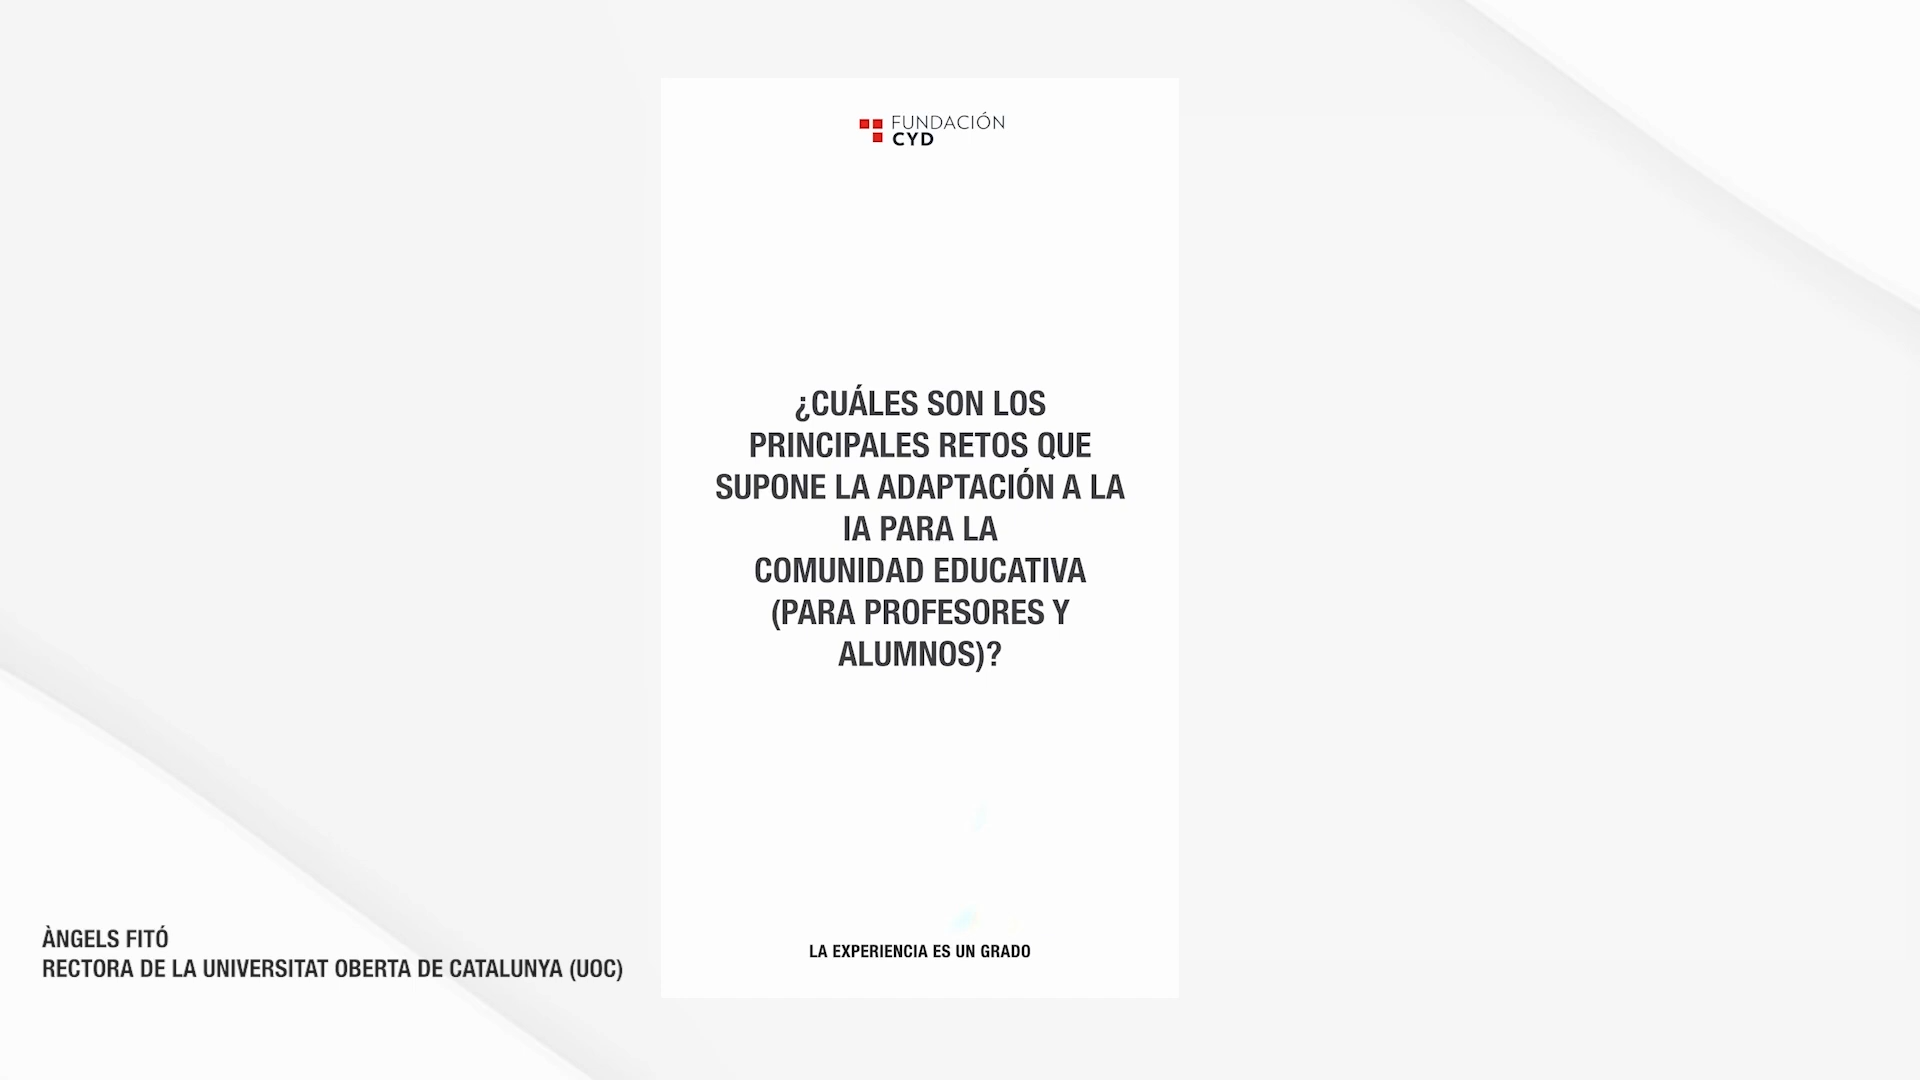 FUNDACIÓN
CYD
¿CUÁLES SON LOS
PRINCIPALES RETOS QUE
SUPONE LA ADAPTACIÓN A LA
IA PARA LA
COMUNIDAD EDUCATIVA
(PARA PROFESORES Y
ALUMNOS)?
LA EXPERIENCIA ES UN GRADO
ÀNGELS FITÓ
RECTORA DE LA UNIVERSITAT OBERTA DE CATALUNYA (UOC)